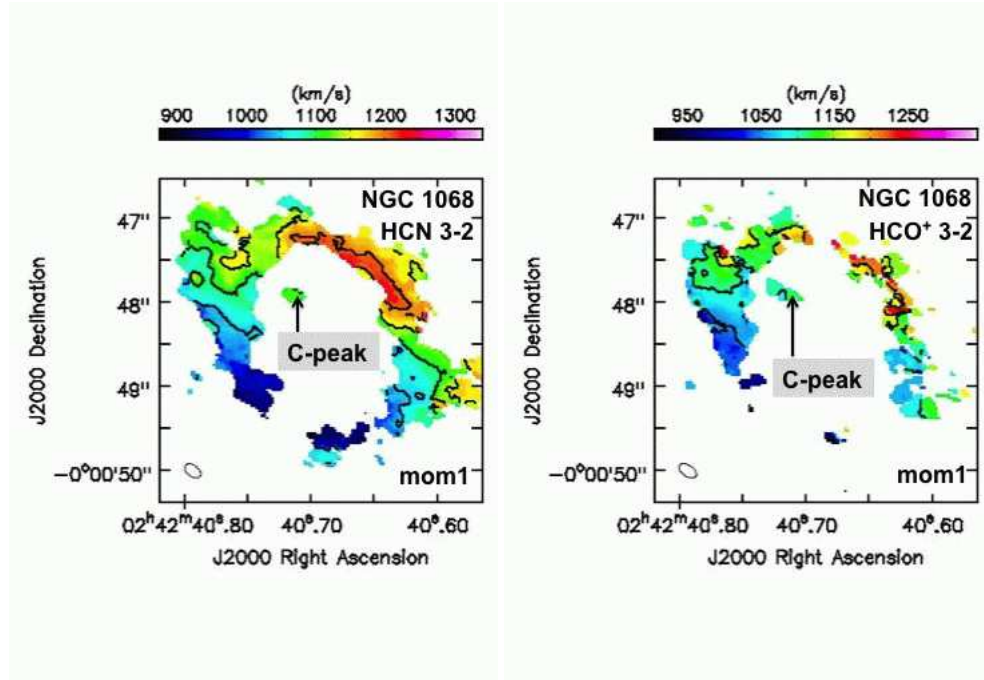 (km/s)
900 1000 1100 1200 1300
NGC 1068
HCN 3-2
47"
48"
49"
−0°00'50"
J2000 Declination
C-peak
mom1
02ʰ42ᵐ40ˢ.80 40ˢ.70 40ˢ.60
J2000 Right Ascension
(km/s)
950 1050 1150 1250
NGC 1068
HCO⁺ 3-2
47"
48"
49"
−0°00'50"
J2000 Declination
C-peak
mom1
02ʰ42ᵐ40ˢ.80 40ˢ.70 40ˢ.60
J2000 Right Ascension